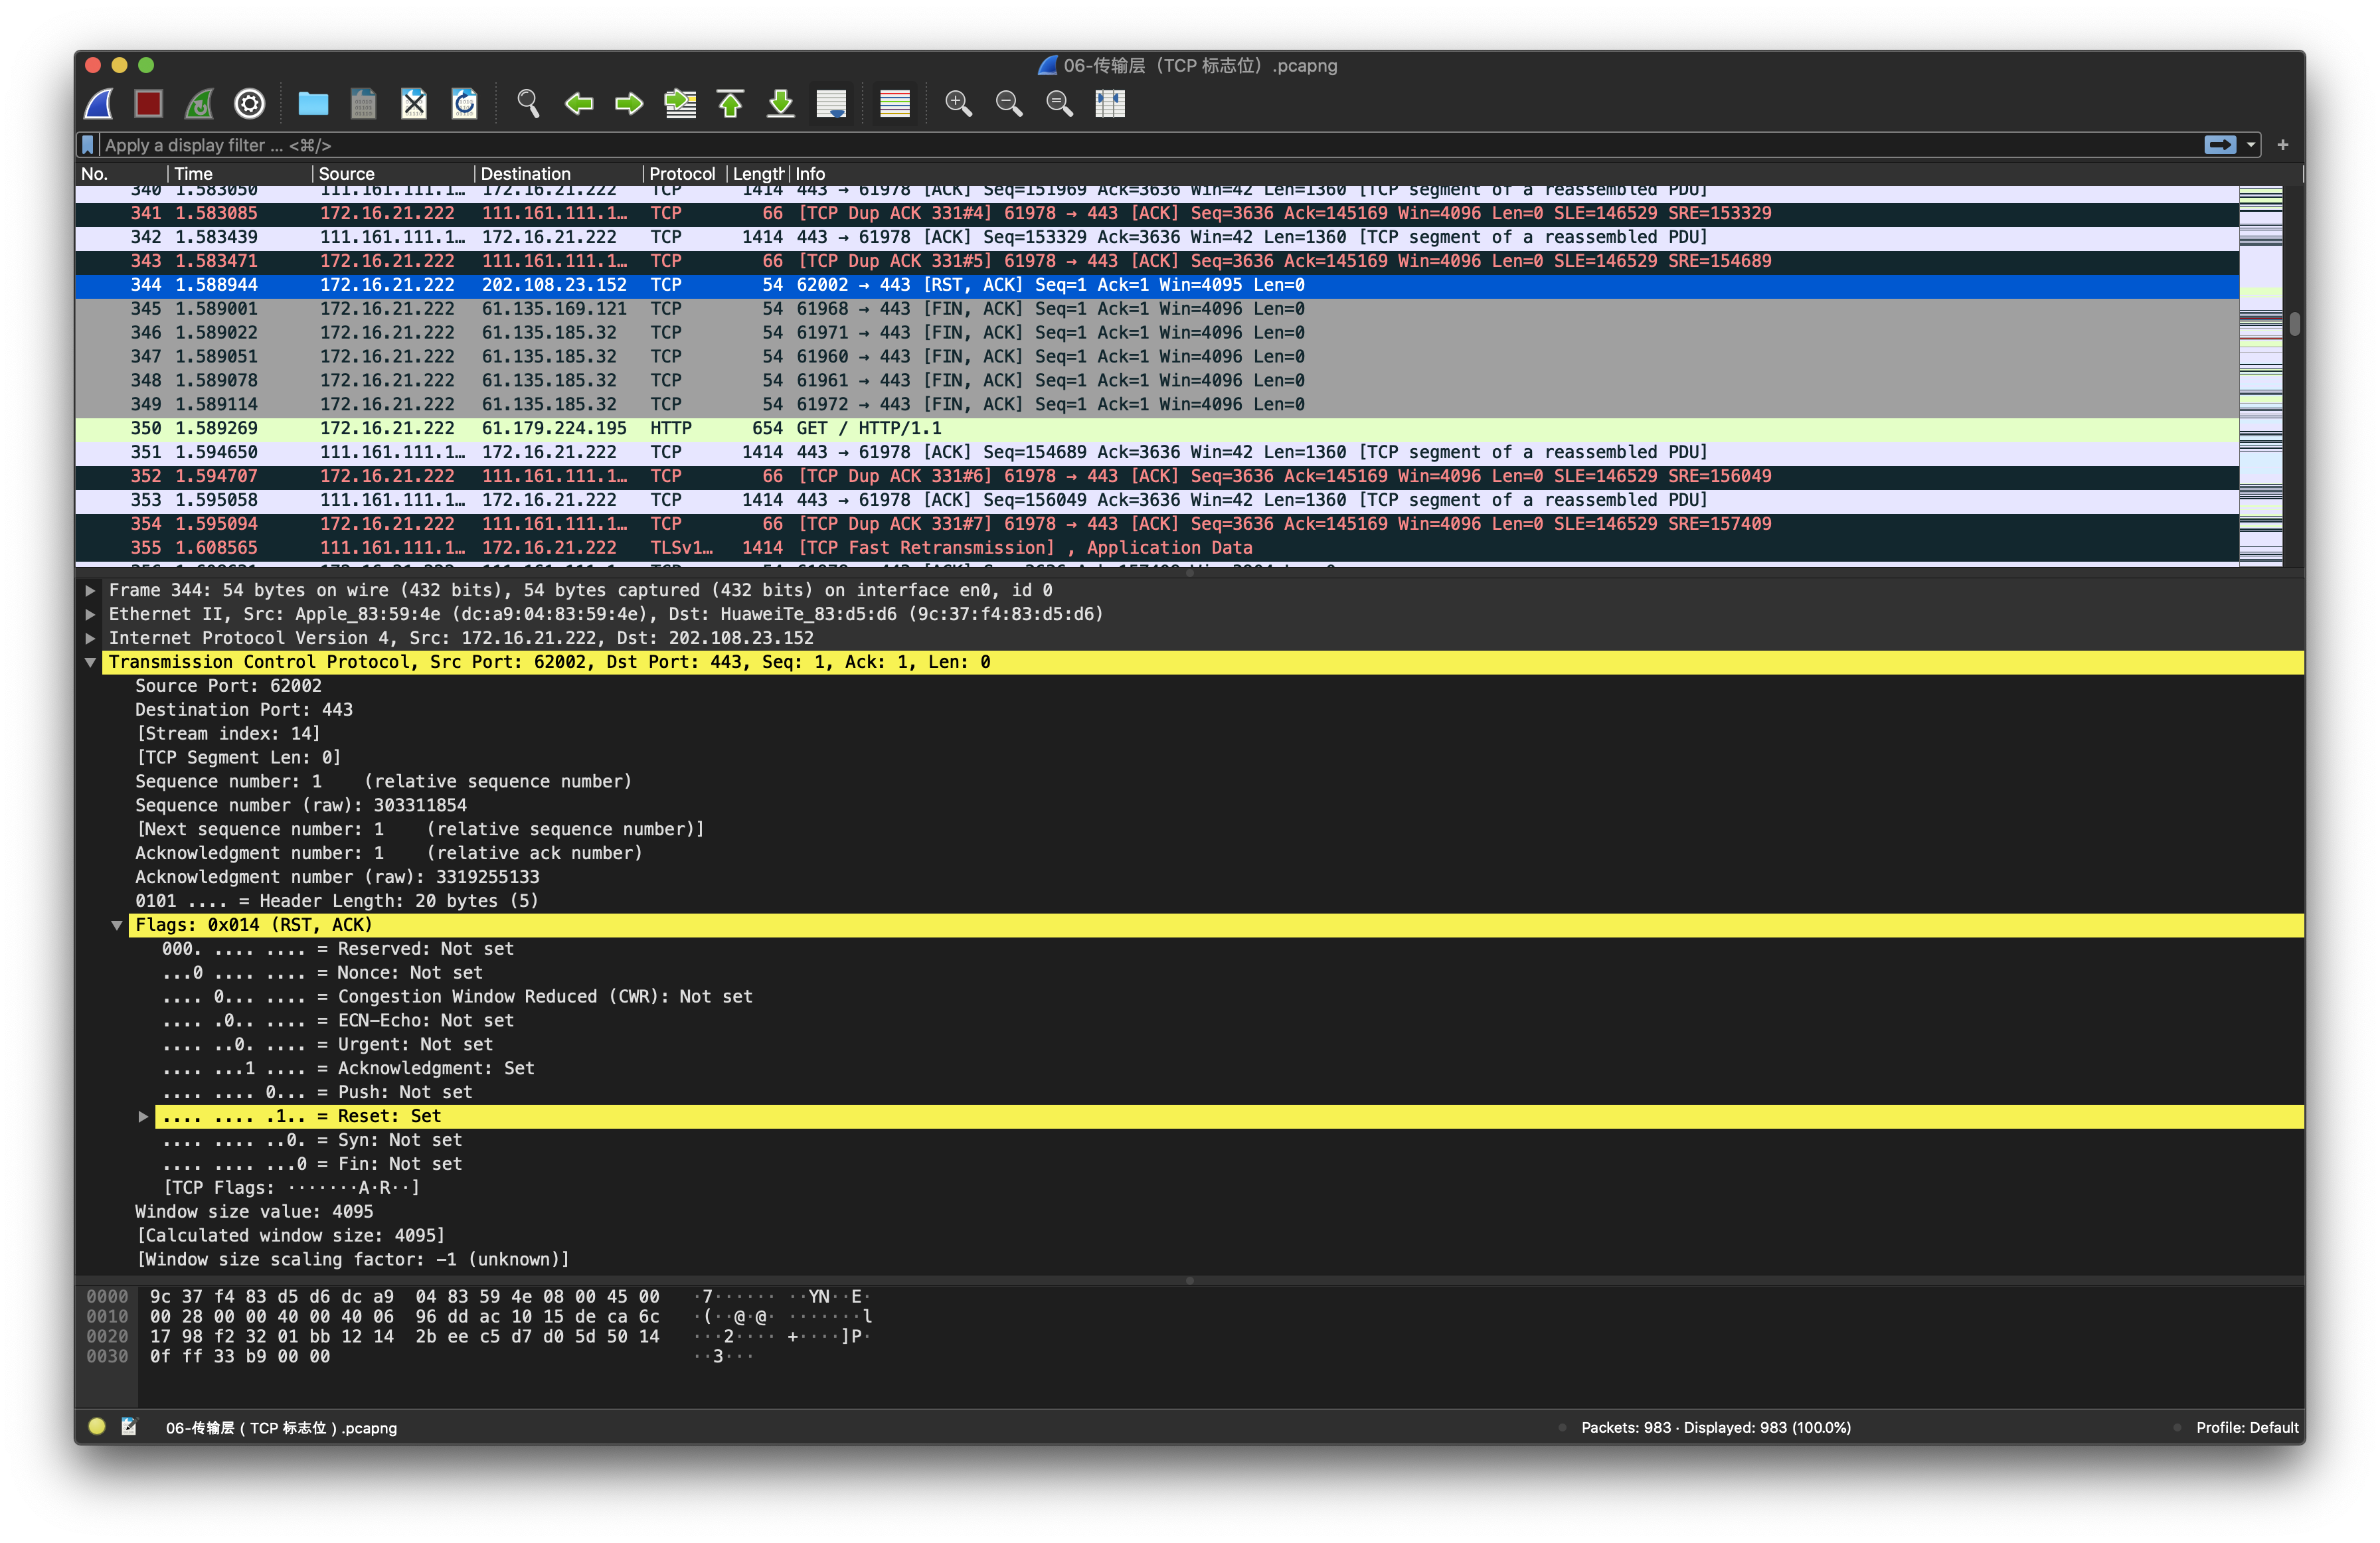 06-传输层（TCP 标志位）.pcapng
Apply a display filter ... <⌘/>
No. Time Source Destination Protocol Length Info
340 1.583050 111.161.111.1… 172.16.21.222 TCP 1414 443 → 61978 [ACK] Seq=151969 Ack=3636 Win=42 Len=1360 [TCP segment of a reassembled PDU]
341 1.583085 172.16.21.222 111.161.111.1… TCP 66 [TCP Dup ACK 331#4] 61978 → 443 [ACK] Seq=3636 Ack=145169 Win=4096 Len=0 SLE=146529 SRE=153329
342 1.583439 111.161.111.1… 172.16.21.222 TCP 1414 443 → 61978 [ACK] Seq=153329 Ack=3636 Win=42 Len=1360 [TCP segment of a reassembled PDU]
343 1.583471 172.16.21.222 111.161.111.1… TCP 66 [TCP Dup ACK 331#5] 61978 → 443 [ACK] Seq=3636 Ack=145169 Win=4096 Len=0 SLE=146529 SRE=154689
344 1.588944 172.16.21.222 202.108.23.152 TCP 54 62002 → 443 [RST, ACK] Seq=1 Ack=1 Win=4095 Len=0
345 1.589001 172.16.21.222 61.135.169.121 TCP 54 61968 → 443 [FIN, ACK] Seq=1 Ack=1 Win=4096 Len=0
346 1.589022 172.16.21.222 61.135.185.32 TCP 54 61971 → 443 [FIN, ACK] Seq=1 Ack=1 Win=4096 Len=0
347 1.589051 172.16.21.222 61.135.185.32 TCP 54 61960 → 443 [FIN, ACK] Seq=1 Ack=1 Win=4096 Len=0
348 1.589078 172.16.21.222 61.135.185.32 TCP 54 61961 → 443 [FIN, ACK] Seq=1 Ack=1 Win=4096 Len=0
349 1.589114 172.16.21.222 61.135.185.32 TCP 54 61972 → 443 [FIN, ACK] Seq=1 Ack=1 Win=4096 Len=0
350 1.589269 172.16.21.222 61.179.224.195 HTTP 654 GET / HTTP/1.1
351 1.594650 111.161.111.1… 172.16.21.222 TCP 1414 443 → 61978 [ACK] Seq=154689 Ack=3636 Win=42 Len=1360 [TCP segment of a reassembled PDU]
352 1.594707 172.16.21.222 111.161.111.1… TCP 66 [TCP Dup ACK 331#6] 61978 → 443 [ACK] Seq=3636 Ack=145169 Win=4096 Len=0 SLE=146529 SRE=156049
353 1.595058 111.161.111.1… 172.16.21.222 TCP 1414 443 → 61978 [ACK] Seq=156049 Ack=3636 Win=42 Len=1360 [TCP segment of a reassembled PDU]
354 1.595094 172.16.21.222 111.161.111.1… TCP 66 [TCP Dup ACK 331#7] 61978 → 443 [ACK] Seq=3636 Ack=145169 Win=4096 Len=0 SLE=146529 SRE=157409
355 1.608565 111.161.111.1… 172.16.21.222 TLSv1… 1414 [TCP Fast Retransmission] , Application Data
Frame 344: 54 bytes on wire (432 bits), 54 bytes captured (432 bits) on interface en0, id 0
Ethernet II, Src: Apple_83:59:4e (dc:a9:04:83:59:4e), Dst: HuaweiTe_83:d5:d6 (9c:37:f4:83:d5:d6)
Internet Protocol Version 4, Src: 172.16.21.222, Dst: 202.108.23.152
Transmission Control Protocol, Src Port: 62002, Dst Port: 443, Seq: 1, Ack: 1, Len: 0
Source Port: 62002
Destination Port: 443
[Stream index: 14]
[TCP Segment Len: 0]
Sequence number: 1    (relative sequence number)
Sequence number (raw): 303311854
[Next sequence number: 1    (relative sequence number)]
Acknowledgment number: 1    (relative ack number)
Acknowledgment number (raw): 3319255133
0101 .... = Header Length: 20 bytes (5)
Flags: 0x014 (RST, ACK)
000. .... .... = Reserved: Not set
...0 .... .... = Nonce: Not set
.... 0... .... = Congestion Window Reduced (CWR): Not set
.... .0.. .... = ECN-Echo: Not set
.... ..0. .... = Urgent: Not set
.... ...1 .... = Acknowledgment: Set
.... .... 0... = Push: Not set
.... .... .1.. = Reset: Set
.... .... ..0. = Syn: Not set
.... .... ...0 = Fin: Not set
[TCP Flags: ·······A·R··]
Window size value: 4095
[Calculated window size: 4095]
[Window size scaling factor: -1 (unknown)]
0000 9c 37 f4 83 d5 d6 dc a9 04 83 59 4e 08 00 45 00 ·7······ ··YN··E·
0010 00 28 00 00 40 00 40 06 96 dd ac 10 15 de ca 6c ·(··@·@· ·······l
0020 17 98 f2 32 01 bb 12 14 2b ee c5 d7 d0 5d 50 14 ···2···· +····]P·
0030 0f ff 33 b9 00 00 ··3···
06-传输层（TCP 标志位）.pcapng
Packets: 983 · Displayed: 983 (100.0%)
Profile: Default